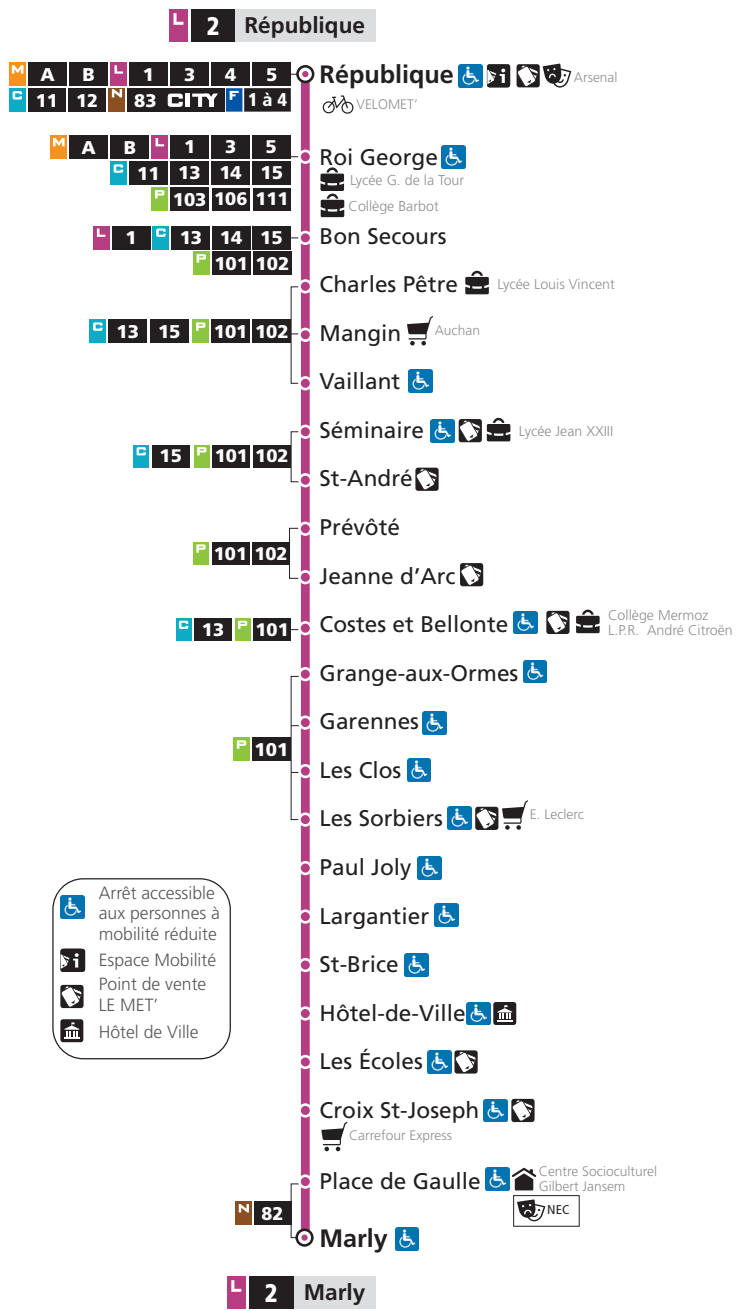 L 2 République
M A B L 1 3 4 5 République Arsenal
C 11 12 N 83 CITY F 1 à 4 VELOMET'
M A B L 1 3 5 Roi George
C 11 13 14 15 Lycée G. de la Tour
P 103 106 111 Collège Barbot
L 1 C 13 14 15 Bon Secours
P 101 102
Charles Pêtre Lycée Louis Vincent
C 13 15 P 101 102 Mangin Auchan
Vaillant
Séminaire Lycée Jean XXIII
C 15 P 101 102
St-André
Prévôté
P 101 102
Jeanne d'Arc
C 13 P 101 Costes et Bellonte Collège Mermoz
L.P.R. André Citroën
Grange-aux-Ormes
Garennes
P 101
Les Clos
Les Sorbiers E. Leclerc
Paul Joly
Largantier
St-Brice
Hôtel-de-Ville
Les Écoles
Croix St-Joseph
Carrefour Express
Place de Gaulle Centre Socioculturel
Gilbert Jansem
N 82 NEC
Marly
L 2 Marly
Arrêt accessible
aux personnes à
mobilité réduite
i Espace Mobilité
Point de vente
LE MET'
Hôtel de Ville